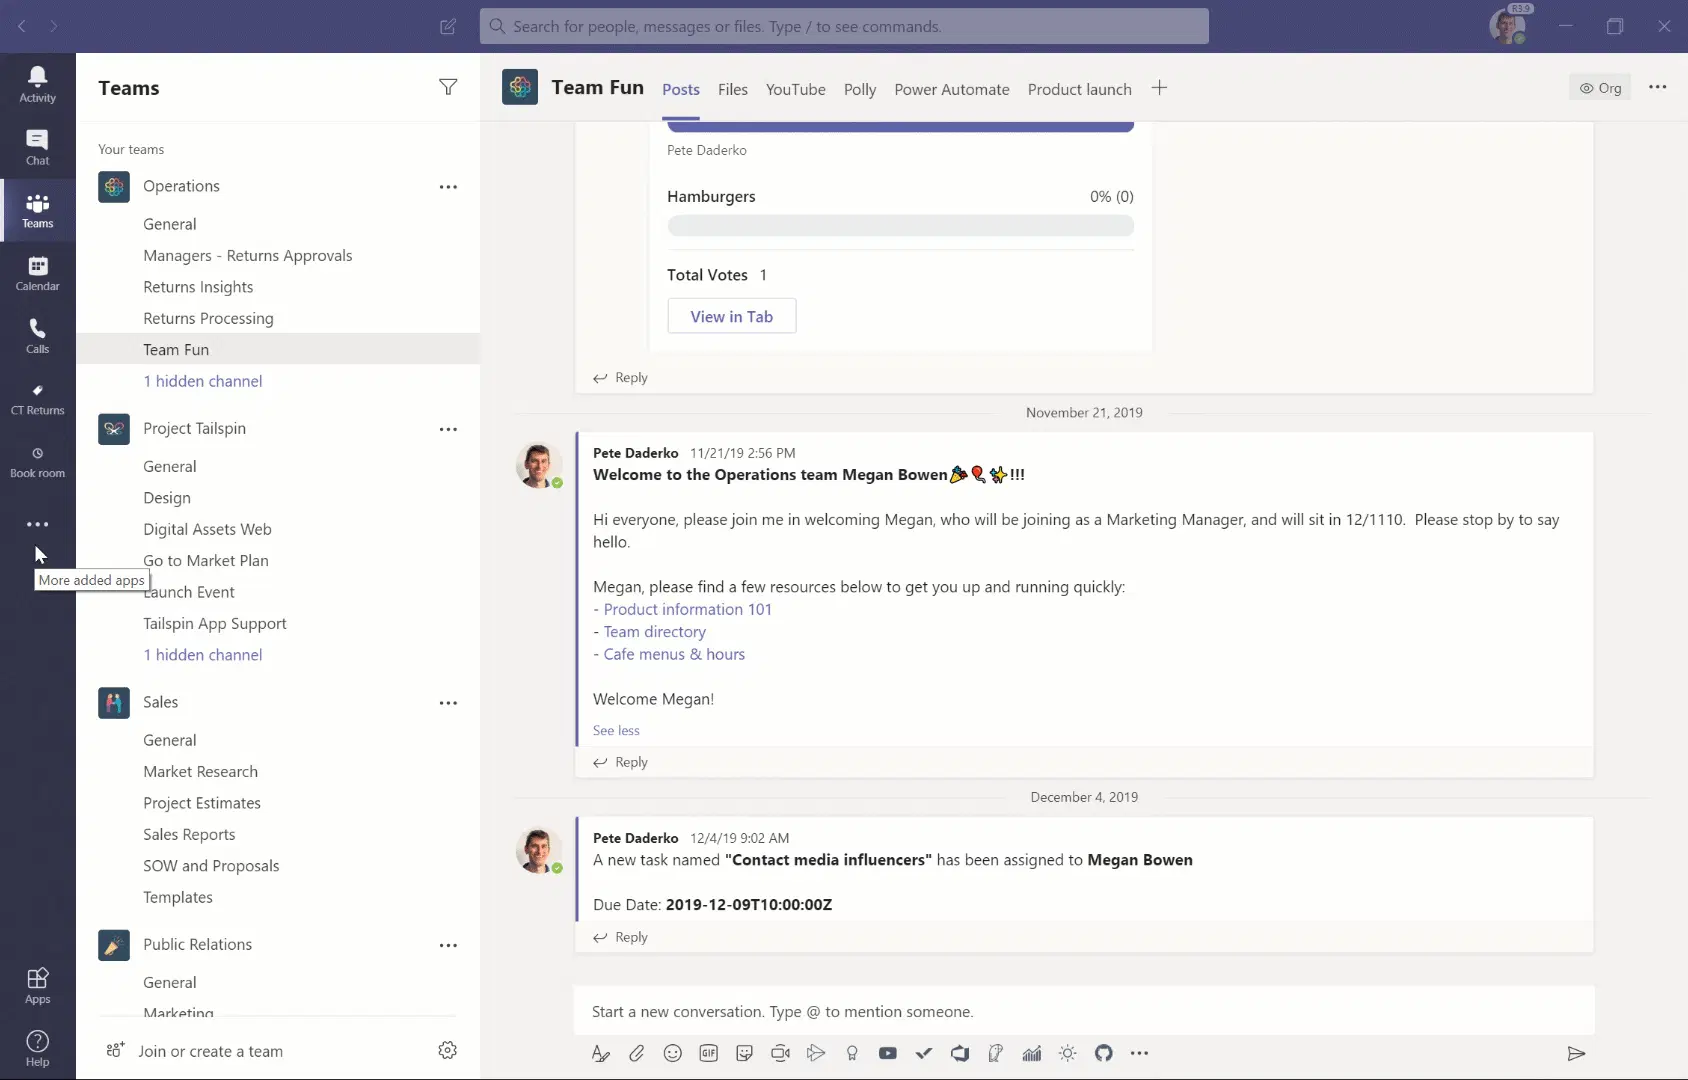 Search for people, messages or files. Type / to see commands.
R3.9
Activity
Chat
Teams
Calendar
Calls
CT Returns
Book room
More added apps
Apps
Help
Teams
Your teams
Operations
General
Managers - Returns Approvals
Returns Insights
Returns Processing
Team Fun
1 hidden channel
Project Tailspin
General
Design
Digital Assets Web
Go to Market Plan
Launch Event
Tailspin App Support
1 hidden channel
Sales
General
Market Research
Project Estimates
Sales Reports
SOW and Proposals
Templates
Public Relations
General
Marketing
Join or create a team
Team Fun Posts Files YouTube Polly Power Automate Product launch
Org
Pete Daderko
Hamburgers 0% (0)
Total Votes 1
View in Tab
Reply
November 21, 2019
Pete Daderko 11/21/19 2:56 PM
Welcome to the Operations team Megan Bowen🎉🎈✨!!!
Hi everyone, please join me in welcoming Megan, who will be joining as a Marketing Manager, and will sit in 12/1110. Please stop by to say
hello.
Megan, please find a few resources below to get you up and running quickly:
- Product information 101
- Team directory
- Cafe menus & hours
Welcome Megan!
See less
Reply
December 4, 2019
Pete Daderko 12/4/19 9:02 AM
A new task named "Contact media influencers" has been assigned to Megan Bowen
Due Date: 2019-12-09T10:00:00Z
Reply
Start a new conversation. Type @ to mention someone.
GIF